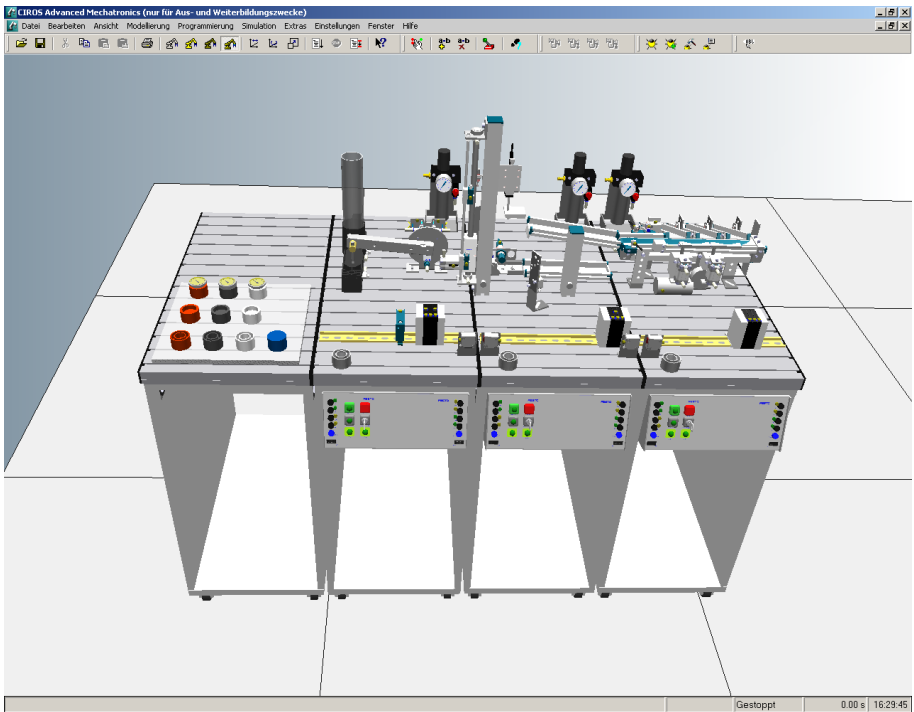 CIROS Advanced Mechatronics (nur für Aus- und Weiterbildungszwecke)
Datei Bearbeiten Ansicht Modellierung Programmierung Simulation Extras Einstellungen Fenster Hilfe
a-b a-b
Gestoppt 0.00 s 16:29:45